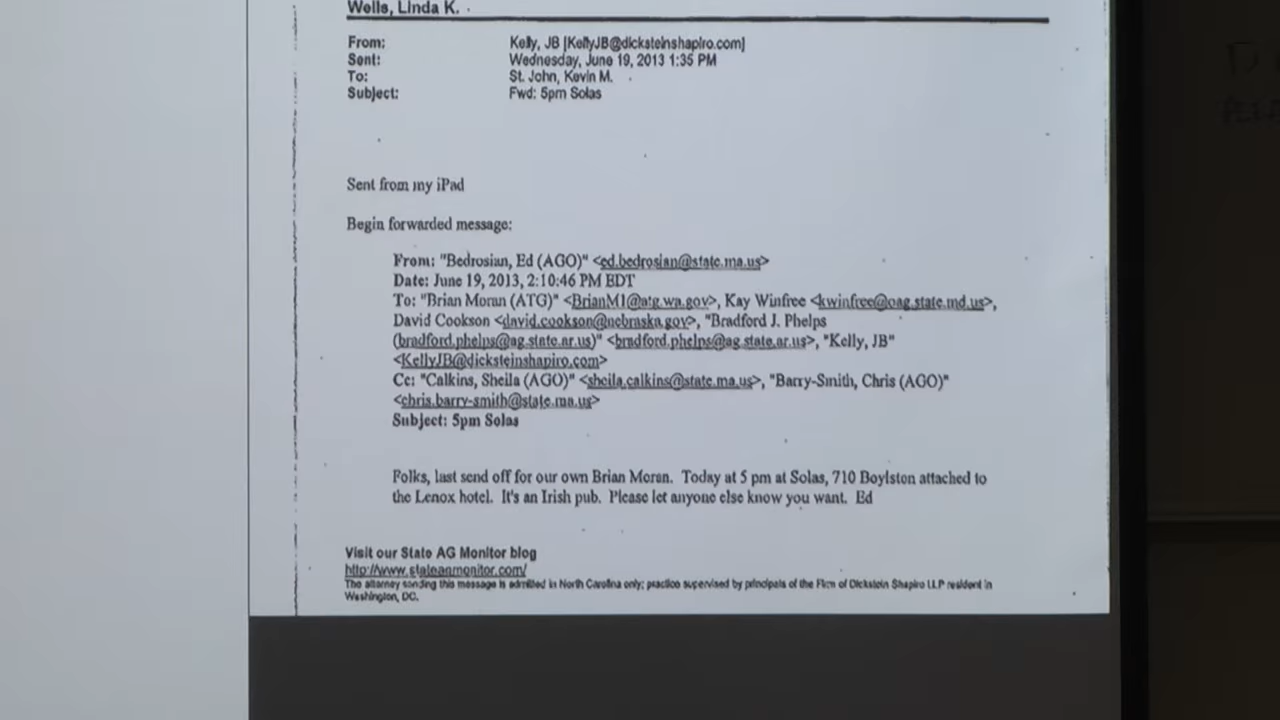 Wells, Linda K.
From: Kelly, JB [KellyJB@dicksteinshapiro.com]
Sent: Wednesday, June 19, 2013 1:35 PM
To: St. John, Kevin M.
Subject: Fwd: 5pm Solas
Sent from my iPad
Begin forwarded message:
From: "Bedrosian, Ed (AGO)" <ed.bedrosian@state.ma.us>
Date: June 19, 2013, 2:10:46 PM EDT
To: "Brian Moran (ATG)" <BrianM1@atg.wa.gov>, Kay Winfree <kwinfree@oag.state.md.us>,
David Cookson <david.cookson@nebraska.gov>, "Bradford J. Phelps
(bradford.phelps@ag.state.ar.us)" <bradford.phelps@ag.state.ar.us>, "Kelly, JB"
<KellyJB@dicksteinshapiro.com>
Cc: "Calkins, Sheila (AGO)" <sheila.calkins@state.ma.us>, "Barry-Smith, Chris (AGO)"
<chris.barry-smith@state.ma.us>
Subject: 5pm Solas
Folks, last send off for our own Brian Moran. Today at 5 pm at Solas, 710 Boylston attached to
the Lenox hotel. It's an Irish pub. Please let anyone else know you want. Ed
Visit our State AG Monitor blog
http://www.stateagmonitor.com/
The attorney sending this message is admitted in North Carolina only; practice supervised by principals of the Firm of Dickstein Shapiro LLP resident in
Washington, DC.